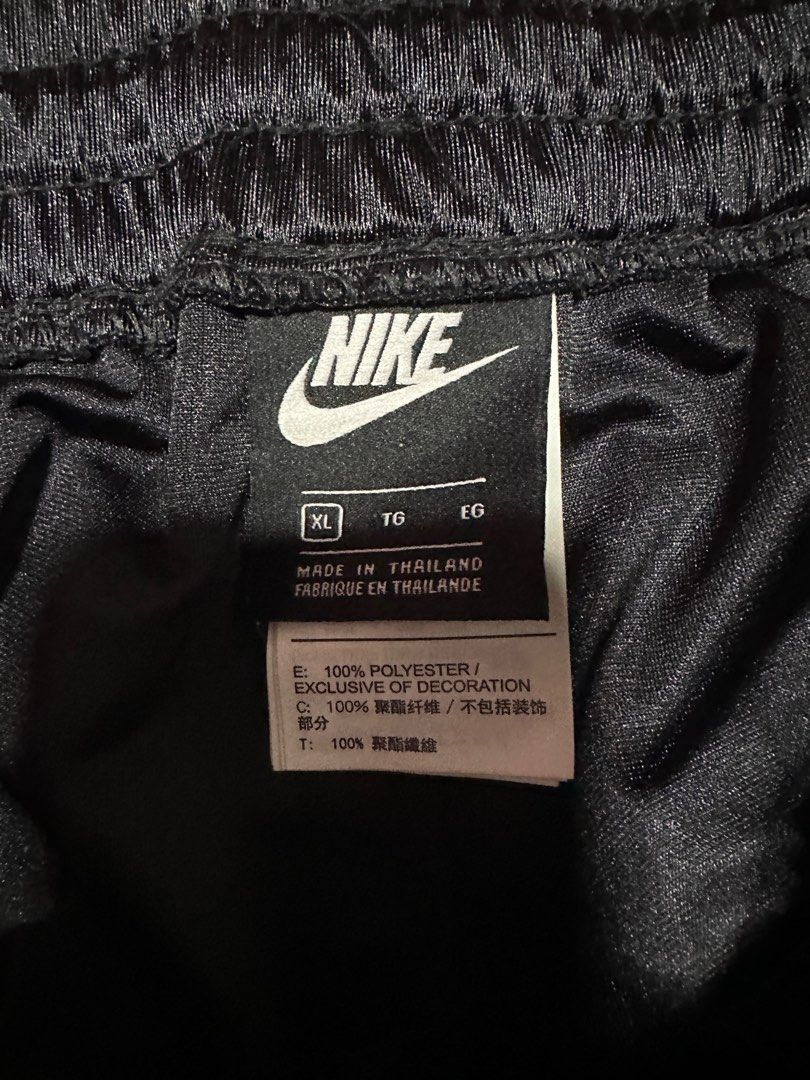 NIKE
XL TG EG
MADE IN THAILAND
FABRIQUE EN THAILANDE
E: 100% POLYESTER /
EXCLUSIVE OF DECORATION
C: 100% 聚酯纤维 / 不包括装饰
部分
T: 100% 聚酯纖維